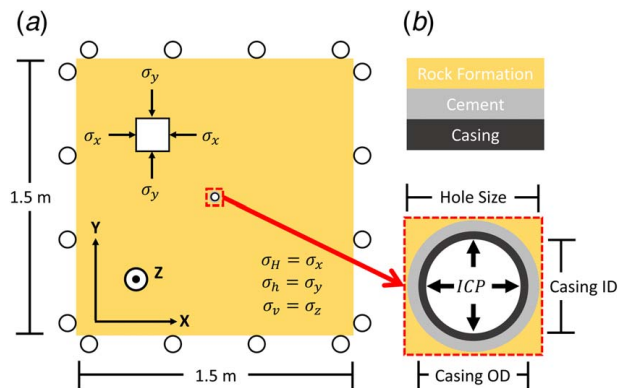 (a)
σy
σx
σx
σy
1.5 m
Y
Z
X
σH = σx
σh = σy
σv = σz
1.5 m
(b)
Rock Formation
Cement
Casing
Hole Size
ICP
Casing ID
Casing OD